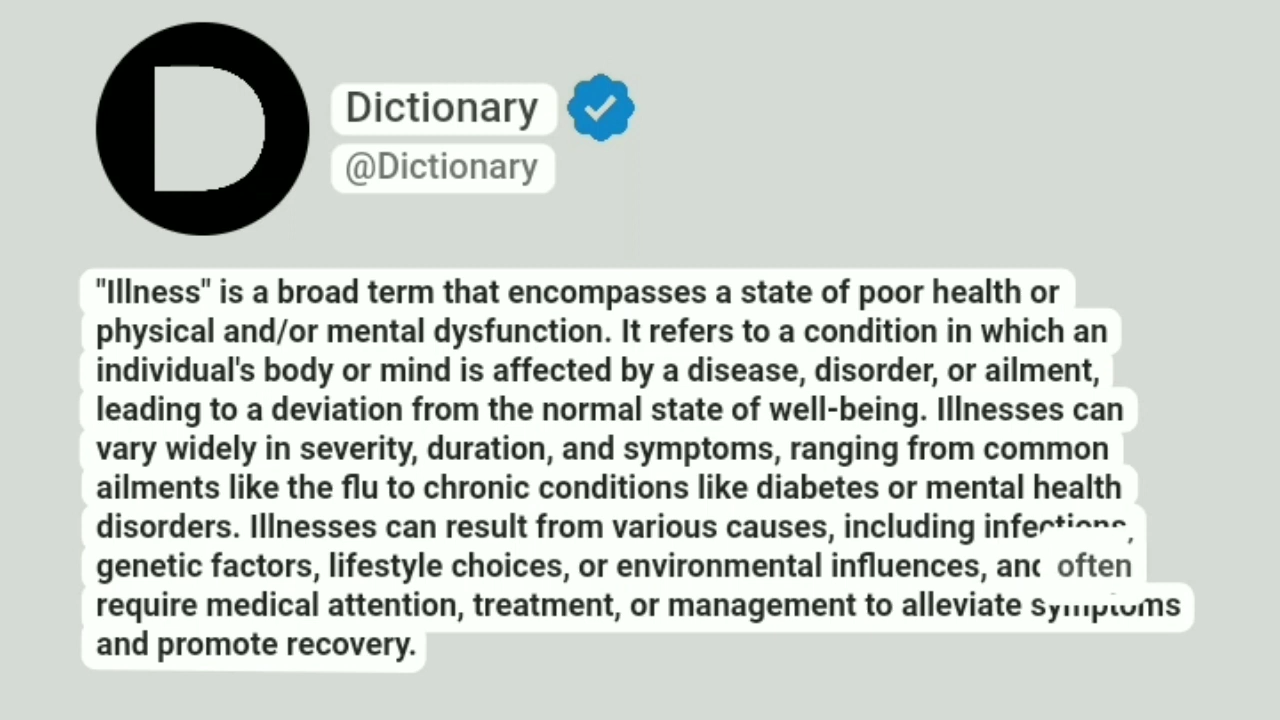 D
Dictionary
@Dictionary
"Illness" is a broad term that encompasses a state of poor health or
physical and/or mental dysfunction. It refers to a condition in which an
individual's body or mind is affected by a disease, disorder, or ailment,
leading to a deviation from the normal state of well-being. Illnesses can
vary widely in severity, duration, and symptoms, ranging from common
ailments like the flu to chronic conditions like diabetes or mental health
disorders. Illnesses can result from various causes, including infections,
genetic factors, lifestyle choices, or environmental influences, and often
require medical attention, treatment, or management to alleviate symptoms
and promote recovery.